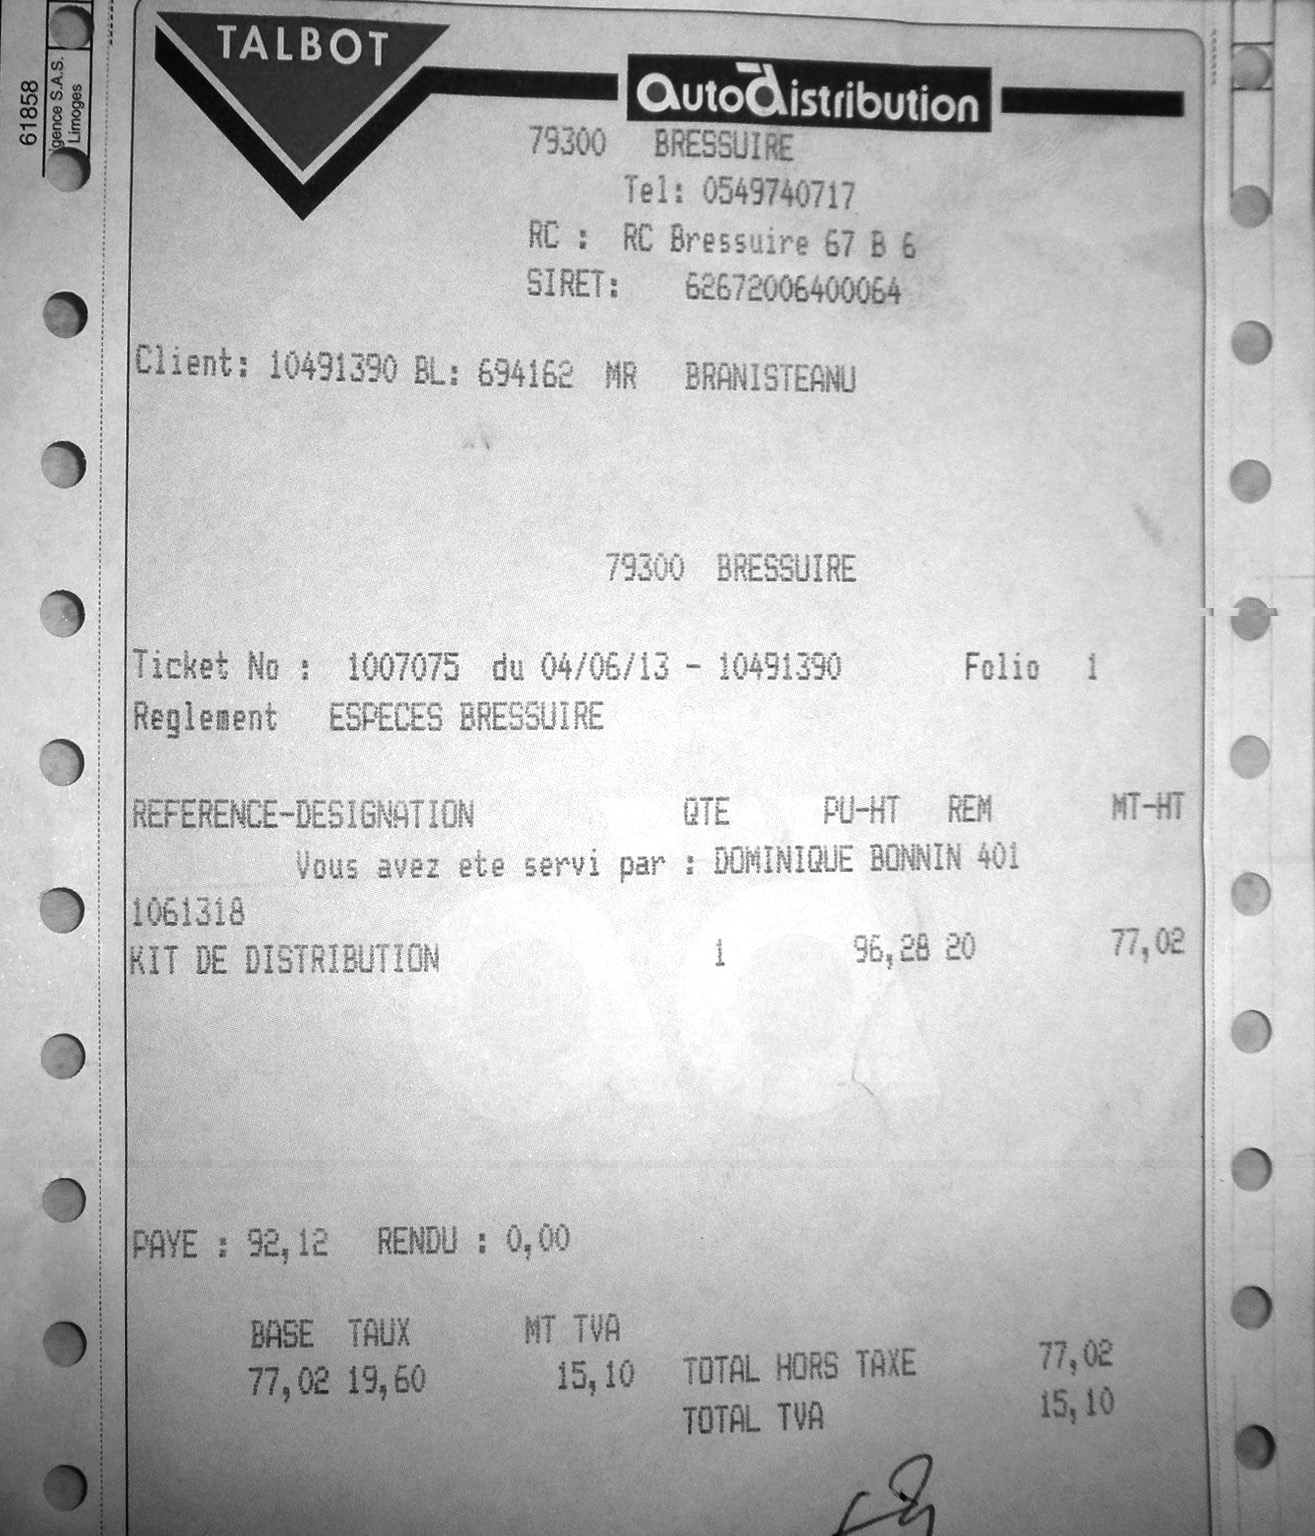 TALBOT
autodistribution
61858
igence S.A.S.
Limoges
79300 BRESSUIRE
Tel: 0549740717
RC : RC Bressuire 67 B 6
SIRET: 62672006400064
Client: 10491390 BL: 694162 MR BRANISTEANU
79300 BRESSUIRE
Ticket No : 1007075 du 04/06/13 - 10491390 Folio 1
Reglement ESPECES BRESSUIRE
REFERENCE-DESIGNATION QTE PU-HT REM MT-HT
Vous avez ete servi par : DOMINIQUE BONNIN 401
1061318
KIT DE DISTRIBUTION 1 96,28 20 77,02
PAYE : 92,12 RENDU : 0,00
BASE TAUX MT TVA
77,02 19,60 15,10 TOTAL HORS TAXE 77,02
TOTAL TVA 15,10